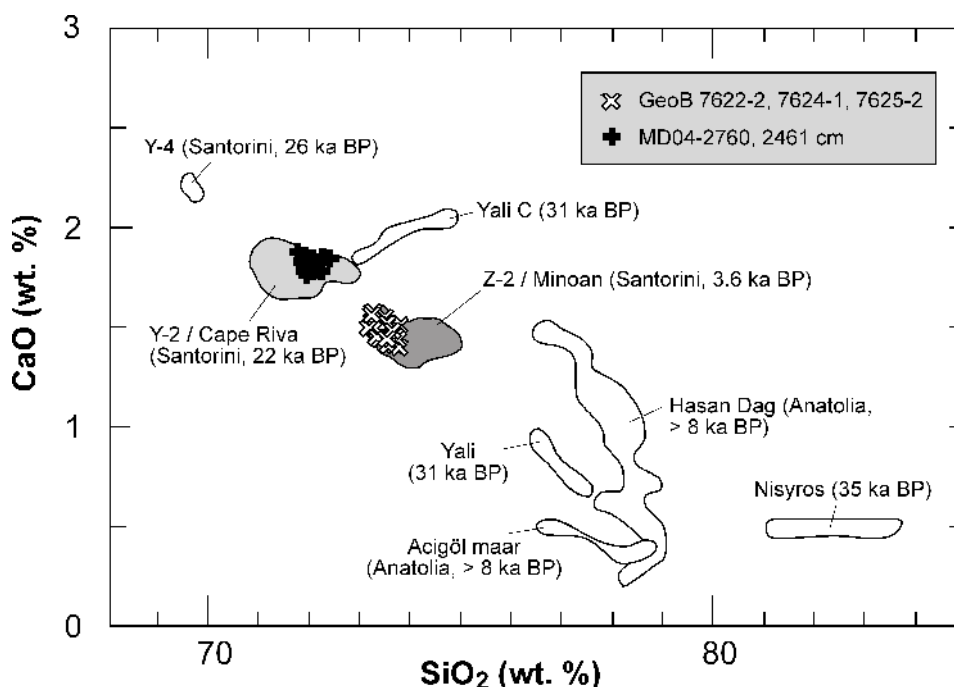 3
GeoB 7622-2, 7624-1, 7625-2
MD04-2760, 2461 cm
Y-4 (Santorini, 26 ka BP)
Yali C (31 ka BP)
2
Z-2 / Minoan (Santorini, 3.6 ka BP)
CaO (wt. %)
Y-2 / Cape Riva
(Santorini, 22 ka BP)
1
Hasan Dag (Anatolia,
> 8 ka BP)
Yali
(31 ka BP)
Nisyros (35 ka BP)
Acigöl maar
(Anatolia, > 8 ka BP)
0
70
80
SiO₂ (wt. %)